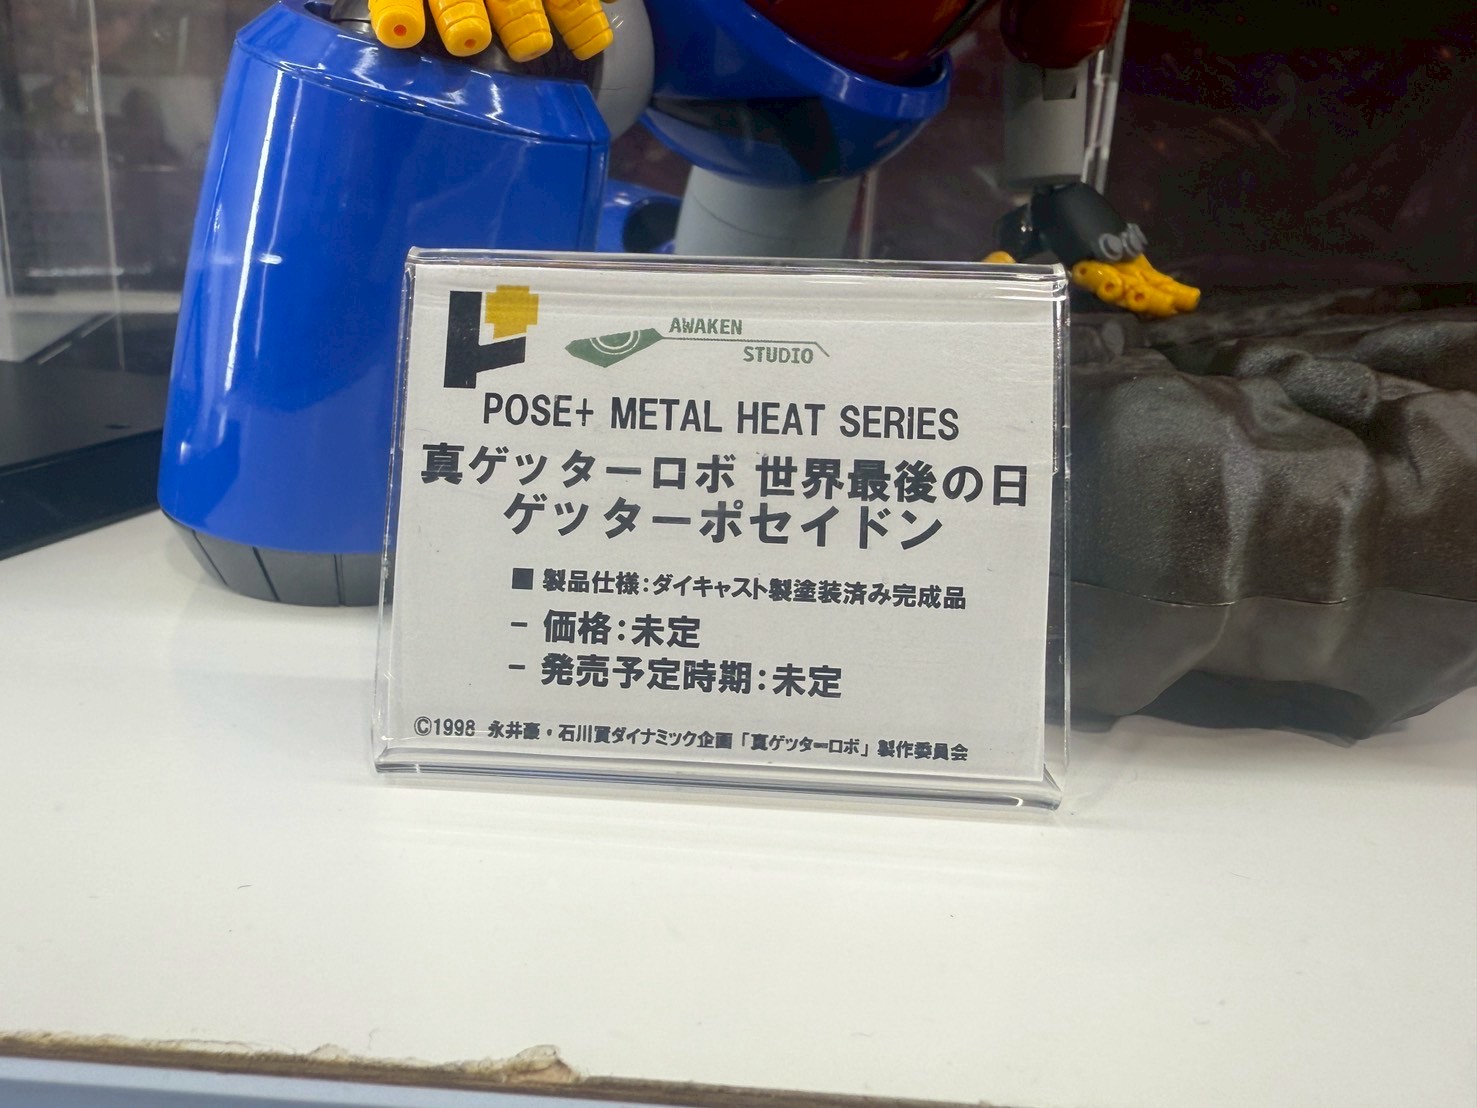 AWAKEN
STUDIO
POSE+ METAL HEAT SERIES
真ゲッターロボ 世界最後の日
ゲッターポセイドン
■ 製品仕様:ダイキャスト製塗装済み完成品
- 価格:未定
- 発売予定時期:未定
©1998 永井豪・石川賢ダイナミック企画「真ゲッターロボ」製作委員会